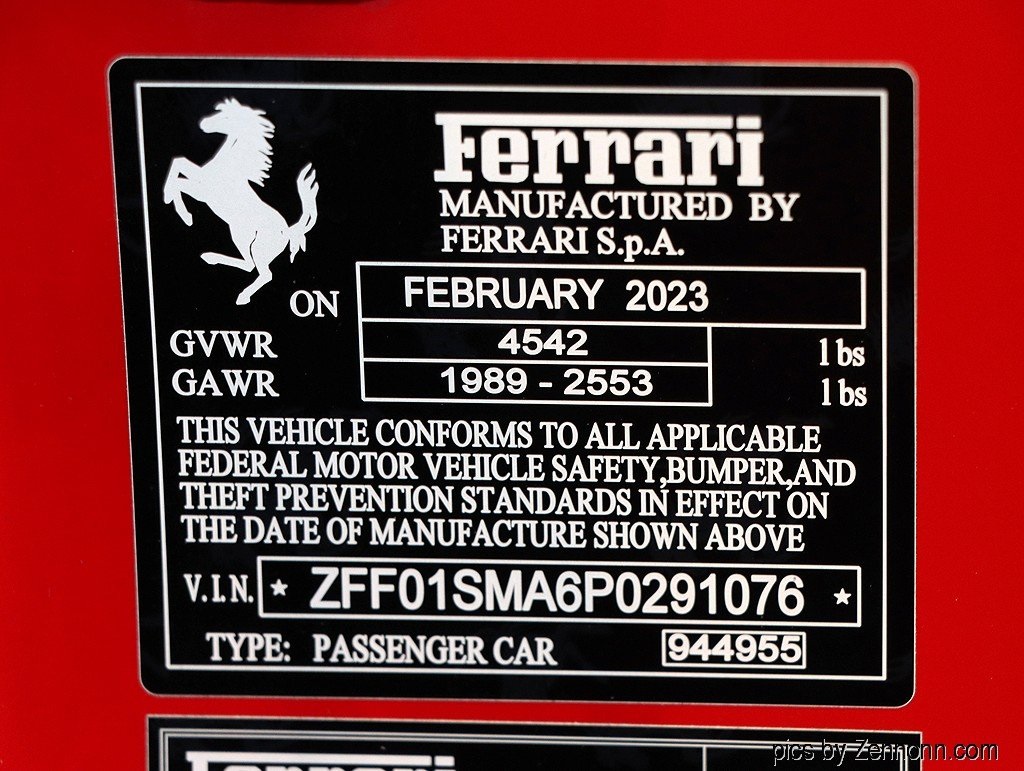 Ferrari
MANUFACTURED BY
FERRARI S.p.A.
ON FEBRUARY 2023
GVWR 4542 lbs
GAWR 1989 - 2553 lbs
THIS VEHICLE CONFORMS TO ALL APPLICABLE
FEDERAL MOTOR VEHICLE SAFETY,BUMPER,AND
THEFT PREVENTION STANDARDS IN EFFECT ON
THE DATE OF MANUFACTURE SHOWN ABOVE
V.I.N. ★ ZFF01SMA6P0291076 ★
TYPE: PASSENGER CAR 944955
Ferrari
pics by Zennonn.com